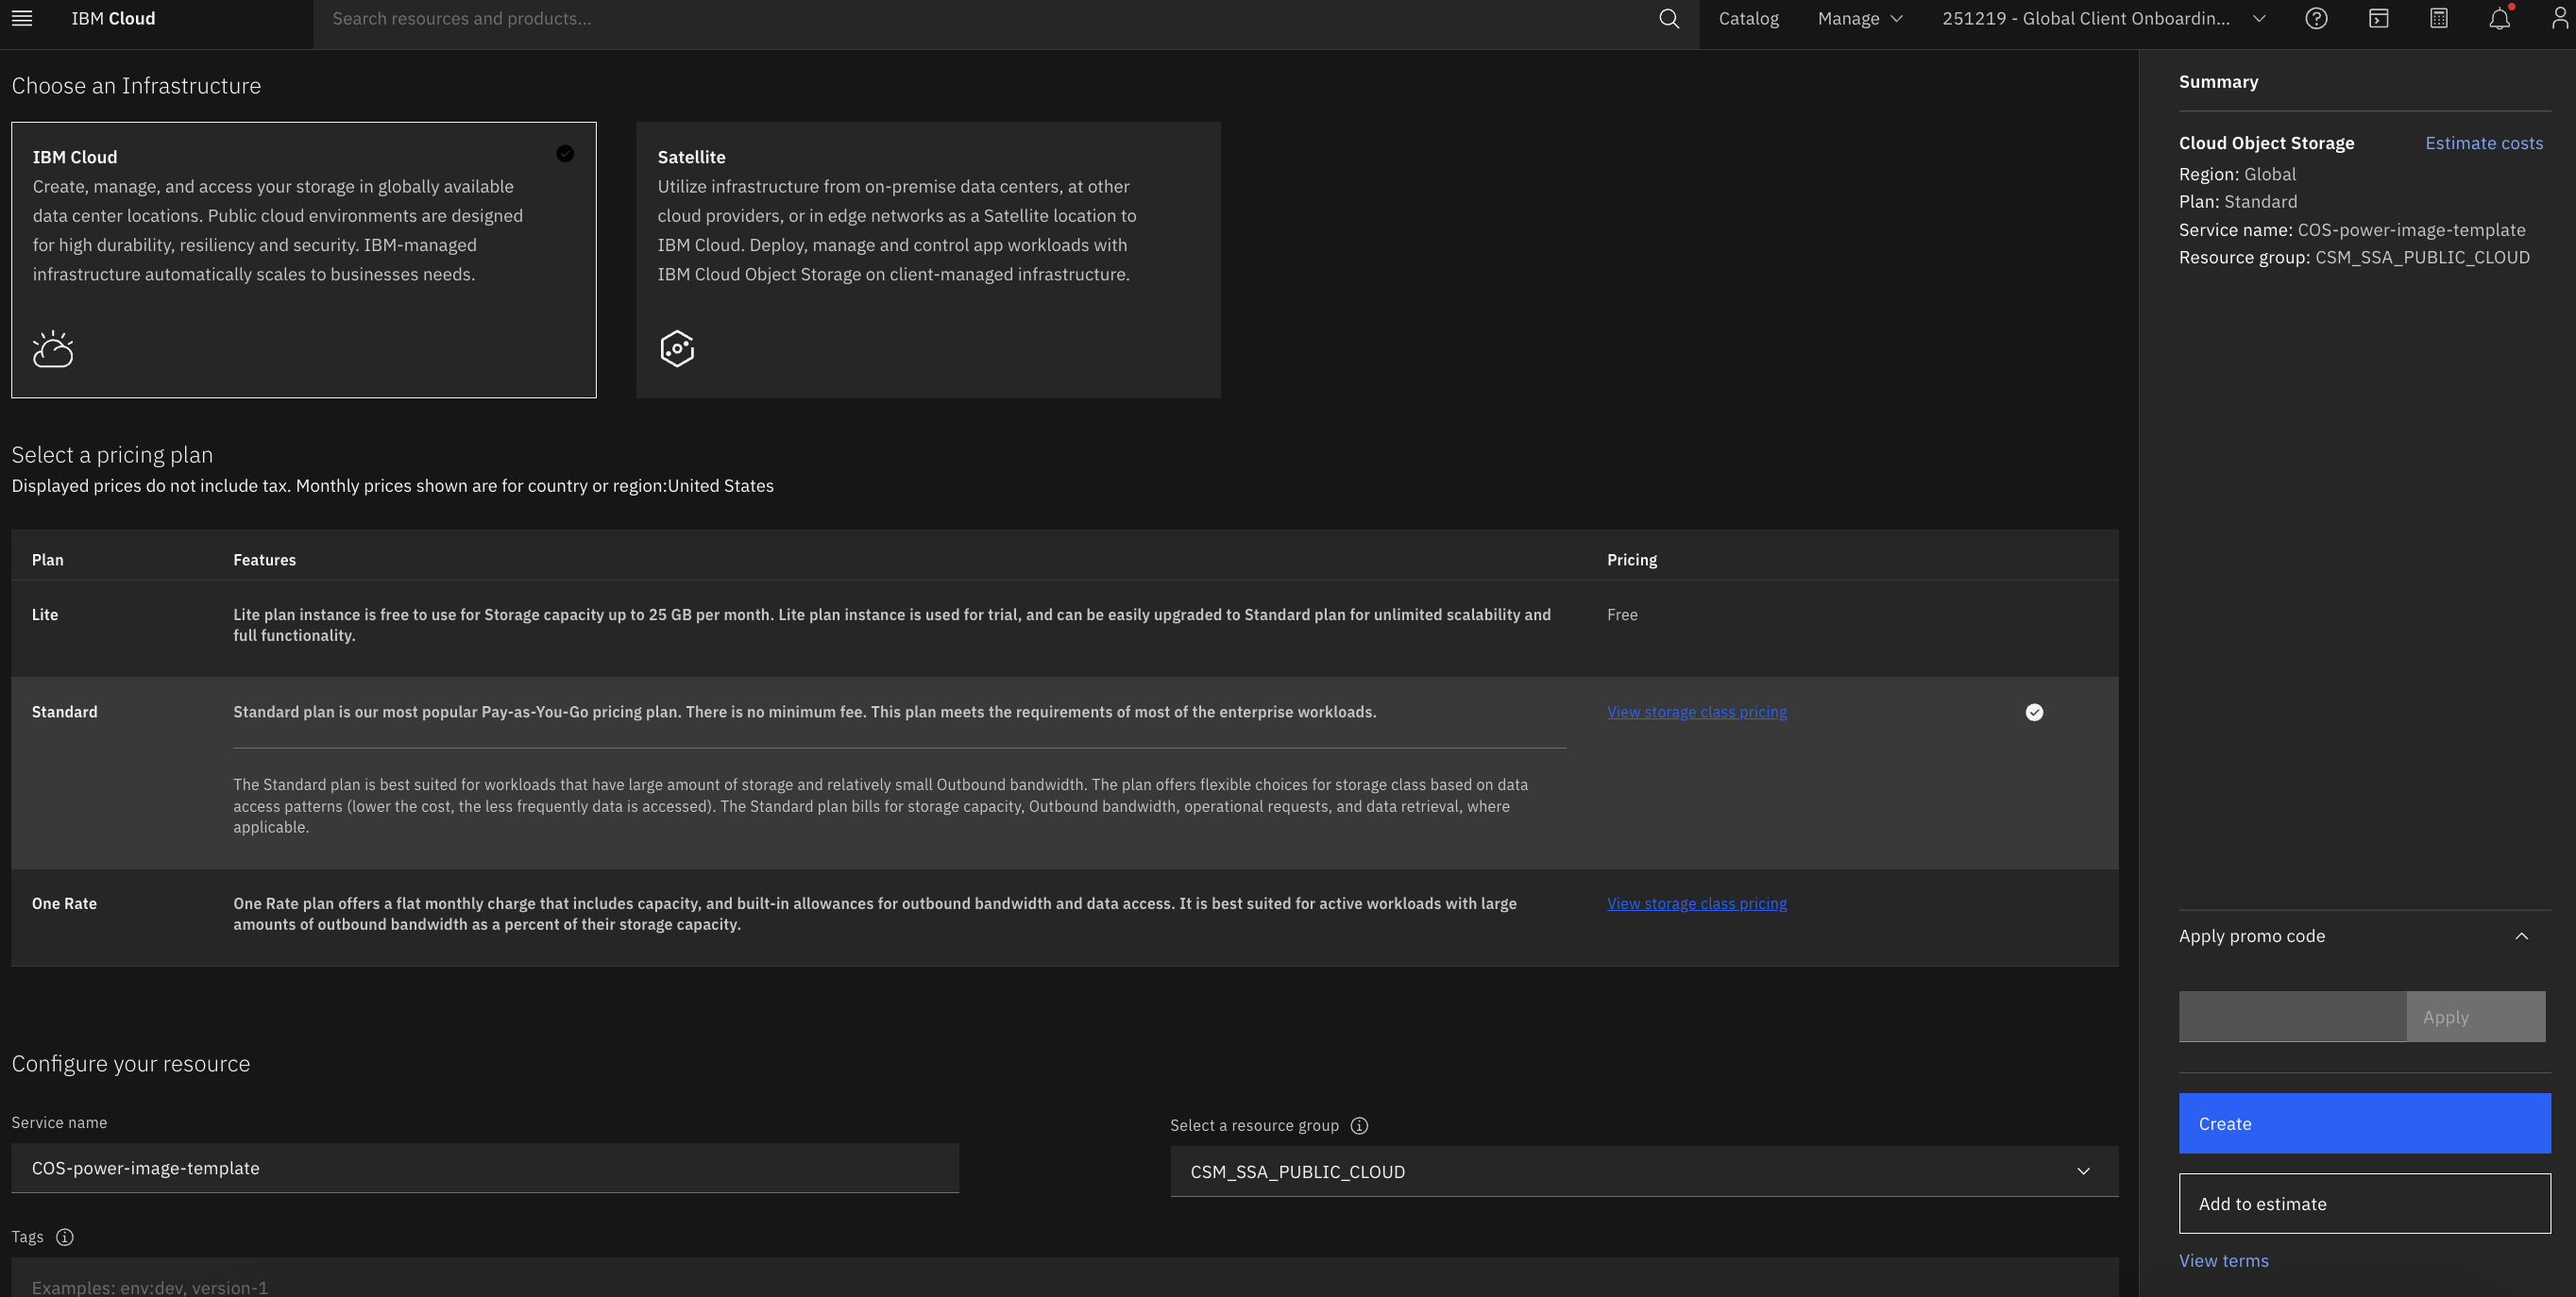 IBM Cloud
Search resources and products...
Catalog
Manage
251219 - Global Client Onboardin...
Choose an Infrastructure
IBM Cloud
Create, manage, and access your storage in globally available
data center locations. Public cloud environments are designed
for high durability, resiliency and security. IBM-managed
infrastructure automatically scales to businesses needs.
Satellite
Utilize infrastructure from on-premise data centers, at other
cloud providers, or in edge networks as a Satellite location to
IBM Cloud. Deploy, manage and control app workloads with
IBM Cloud Object Storage on client-managed infrastructure.
Select a pricing plan
Displayed prices do not include tax. Monthly prices shown are for country or region:United States
Plan
Features
Pricing
Lite
Lite plan instance is free to use for Storage capacity up to 25 GB per month. Lite plan instance is used for trial, and can be easily upgraded to Standard plan for unlimited scalability and
full functionality.
Free
Standard
Standard plan is our most popular Pay-as-You-Go pricing plan. There is no minimum fee. This plan meets the requirements of most of the enterprise workloads.
View storage class pricing
The Standard plan is best suited for workloads that have large amount of storage and relatively small Outbound bandwidth. The plan offers flexible choices for storage class based on data
access patterns (lower the cost, the less frequently data is accessed). The Standard plan bills for storage capacity, Outbound bandwidth, operational requests, and data retrieval, where
applicable.
One Rate
One Rate plan offers a flat monthly charge that includes capacity, and built-in allowances for outbound bandwidth and data access. It is best suited for active workloads with large
amounts of outbound bandwidth as a percent of their storage capacity.
View storage class pricing
Configure your resource
Service name
COS-power-image-template
Select a resource group
CSM_SSA_PUBLIC_CLOUD
Tags
Examples: env:dev, version-1
Summary
Cloud Object Storage
Estimate costs
Region: Global
Plan: Standard
Service name: COS-power-image-template
Resource group: CSM_SSA_PUBLIC_CLOUD
Apply promo code
Apply
Create
Add to estimate
View terms